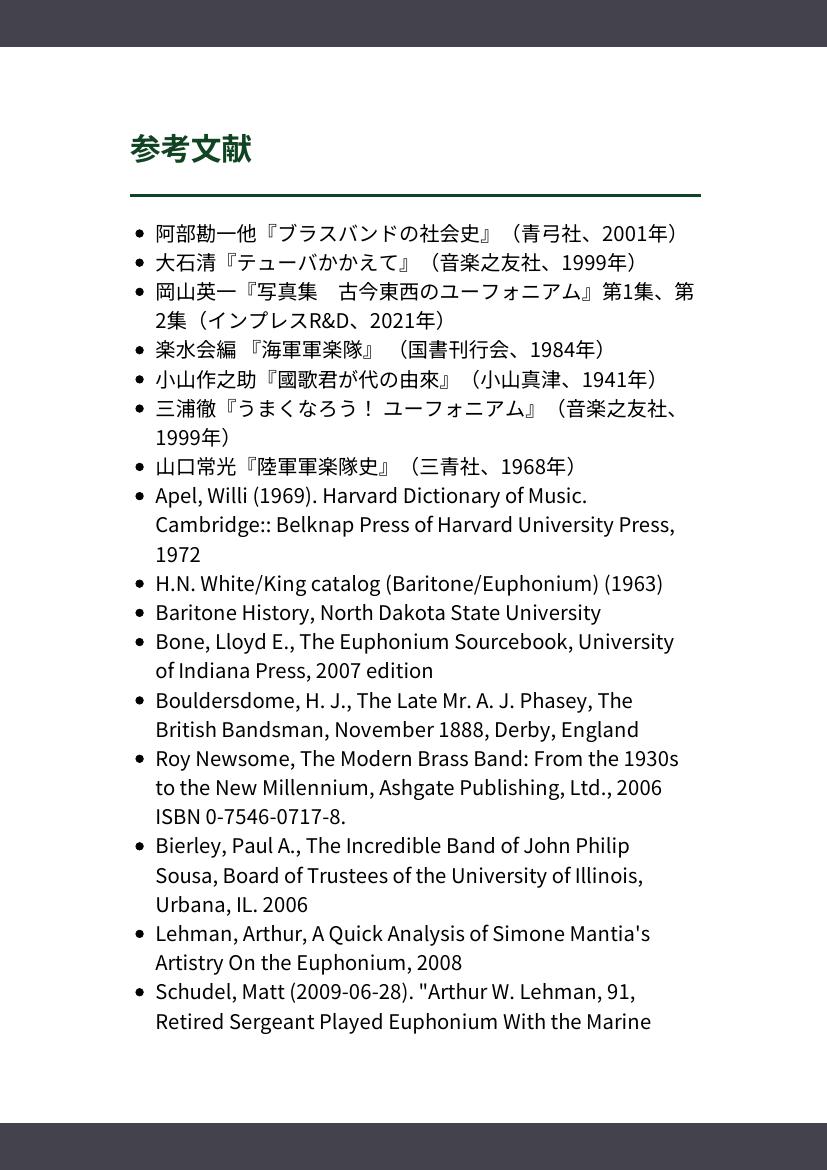 参考文献
阿部勘一他『ブラスバンドの社会史』（青弓社、2001年）
大石清『テューバかかえて』（音楽之友社、1999年）
岡山英一『写真集　古今東西のユーフォニアム』第1集、第
2集（インプレスR&D、2021年）
楽水会編 『海軍軍楽隊』 （国書刊行会、1984年）
小山作之助『國歌君が代の由來』（小山真津、1941年）
三浦徹『うまくなろう！ ユーフォニアム』（音楽之友社、
1999年）
山口常光『陸軍軍楽隊史』（三青社、1968年）
Apel, Willi (1969). Harvard Dictionary of Music.
Cambridge:: Belknap Press of Harvard University Press,
1972
H.N. White/King catalog (Baritone/Euphonium) (1963)
Baritone History, North Dakota State University
Bone, Lloyd E., The Euphonium Sourcebook, University
of Indiana Press, 2007 edition
Bouldersdome, H. J., The Late Mr. A. J. Phasey, The
British Bandsman, November 1888, Derby, England
Roy Newsome, The Modern Brass Band: From the 1930s
to the New Millennium, Ashgate Publishing, Ltd., 2006
ISBN 0-7546-0717-8.
Bierley, Paul A., The Incredible Band of John Philip
Sousa, Board of Trustees of the University of Illinois,
Urbana, IL. 2006
Lehman, Arthur, A Quick Analysis of Simone Mantia's
Artistry On the Euphonium, 2008
Schudel, Matt (2009-06-28). "Arthur W. Lehman, 91,
Retired Sergeant Played Euphonium With the Marine